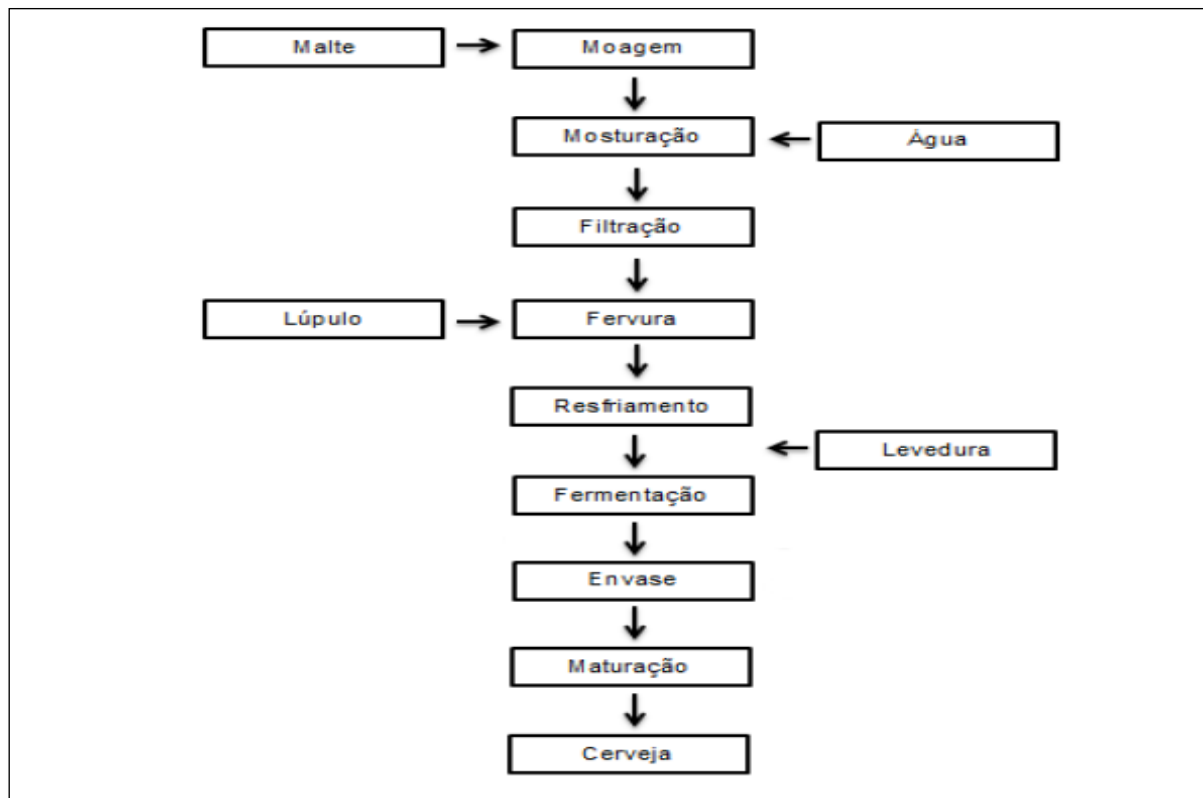 Malte
Moagem
Mosturação
Água
Filtração
Lúpulo
Fervura
Resfriamento
Levedura
Fermentação
Envase
Maturação
Cerveja